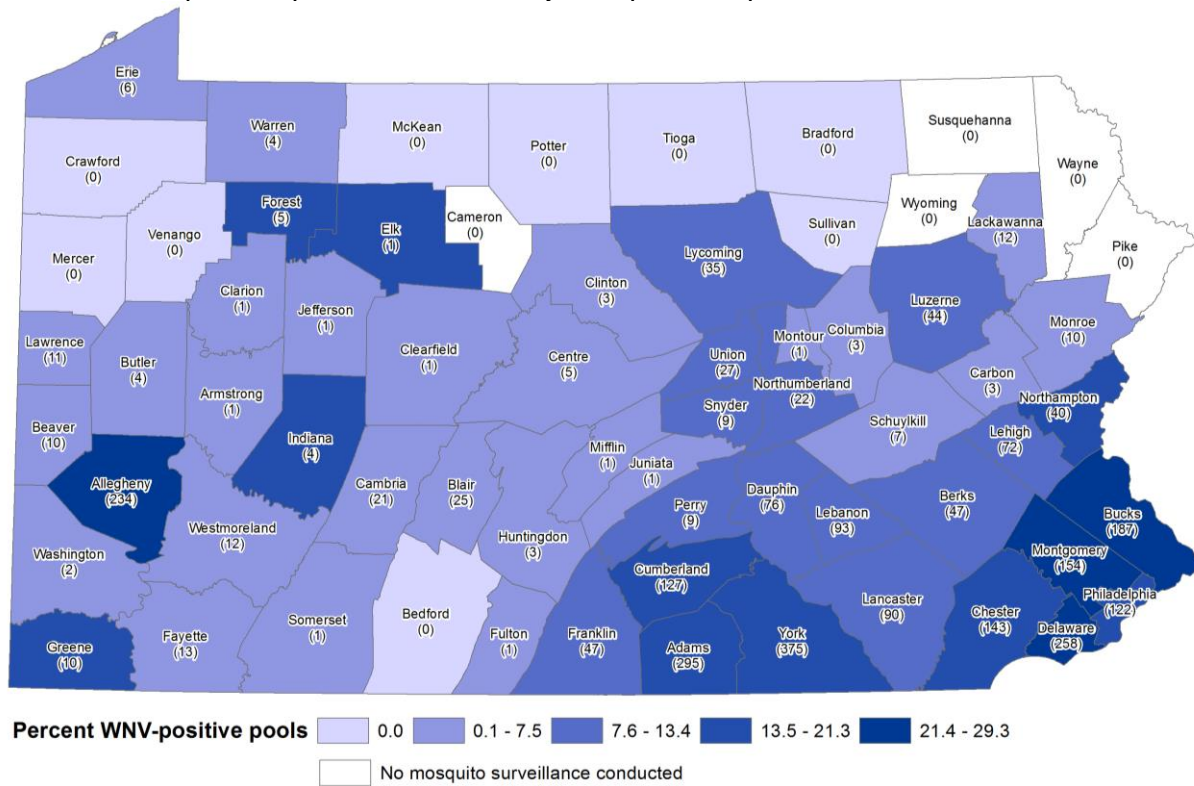 Erie
(6)
Warren
(4)
McKean
(0)
Potter
(0)
Tioga
(0)
Bradford
(0)
Susquehanna
(0)
Wayne
(0)
Crawford
(0)
Forest
(5)
Elk
(1)
Cameron
(0)
Sullivan
(0)
Wyoming
(0)
Lackawanna
(12)
Pike
(0)
Mercer
(0)
Venango
(0)
Clarion
(1)
Jefferson
(1)
Clinton
(3)
Lycoming
(35)
Luzerne
(44)
Monroe
(10)
Lawrence
(11)
Butler
(4)
Clearfield
(1)
Centre
(5)
Union
(27)
Montour
(1)
Columbia
(3)
Carbon
(3)
Northampton
(40)
Armstrong
(1)
Northumberland
(22)
Snyder
(9)
Schuylkill
(7)
Lehigh
(72)
Beaver
(10)
Indiana
(4)
Mifflin
(1)
Juniata
(1)
Allegheny
(234)
Cambria
(21)
Blair
(25)
Perry
(9)
Dauphin
(76)
Lebanon
(93)
Berks
(47)
Bucks
(187)
Westmoreland
(12)
Huntingdon
(3)
Montgomery
(154)
Washington
(2)
Cumberland
(127)
Philadelphia
(122)
Greene
(10)
Fayette
(13)
Somerset
(1)
Bedford
(0)
Fulton
(1)
Franklin
(47)
Adams
(295)
York
(375)
Lancaster
(90)
Chester
(143)
Delaware
(258)
Percent WNV-positive pools 0.0 0.1 - 7.5 7.6 - 13.4 13.5 - 21.3 21.4 - 29.3
No mosquito surveillance conducted